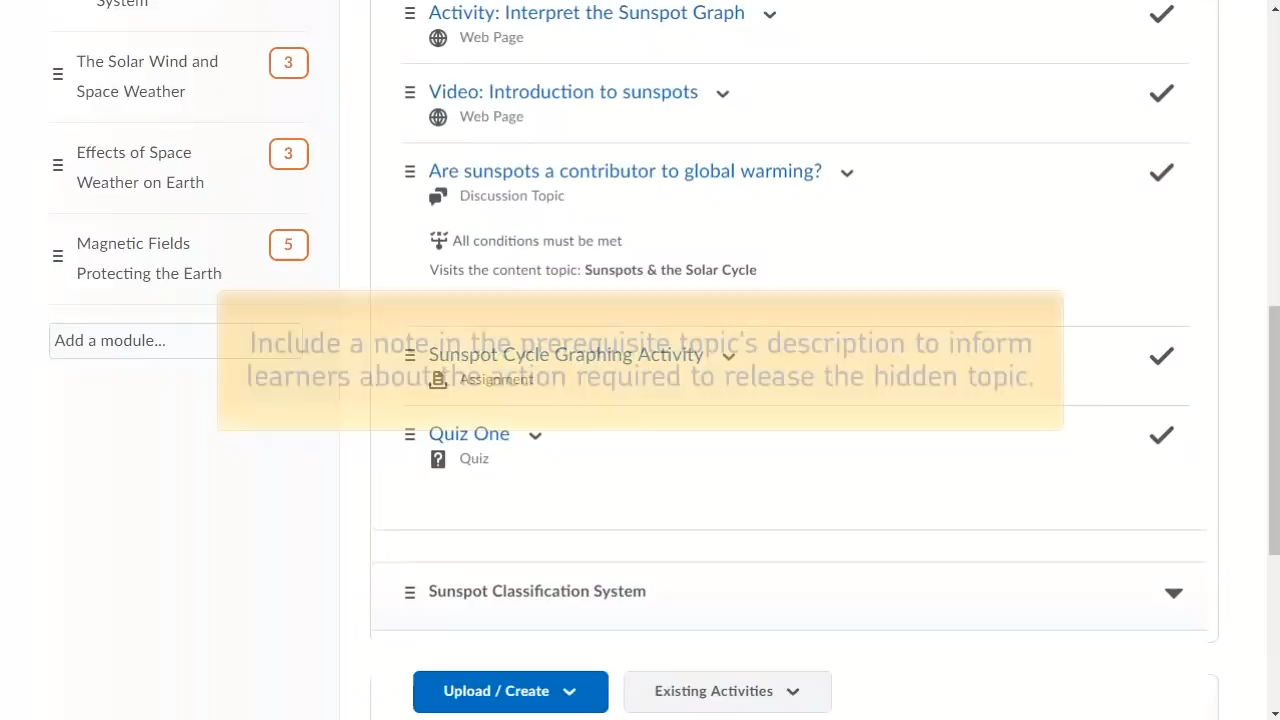 System
The Solar Wind and
Space Weather
3
Effects of Space
Weather on Earth
3
Magnetic Fields
Protecting the Earth
5
Add a module...
Activity: Interpret the Sunspot Graph
Web Page
Video: Introduction to sunspots
Web Page
Are sunspots a contributor to global warming?
Discussion Topic
All conditions must be met
Visits the content topic: Sunspots & the Solar Cycle
Include a note in the prerequisite topic's description to inform
learners about the action required to release the hidden topic.
Sunspot Cycle Graphing Activity
Assignment
Quiz One
Quiz
Sunspot Classification System
Upload / Create
Existing Activities